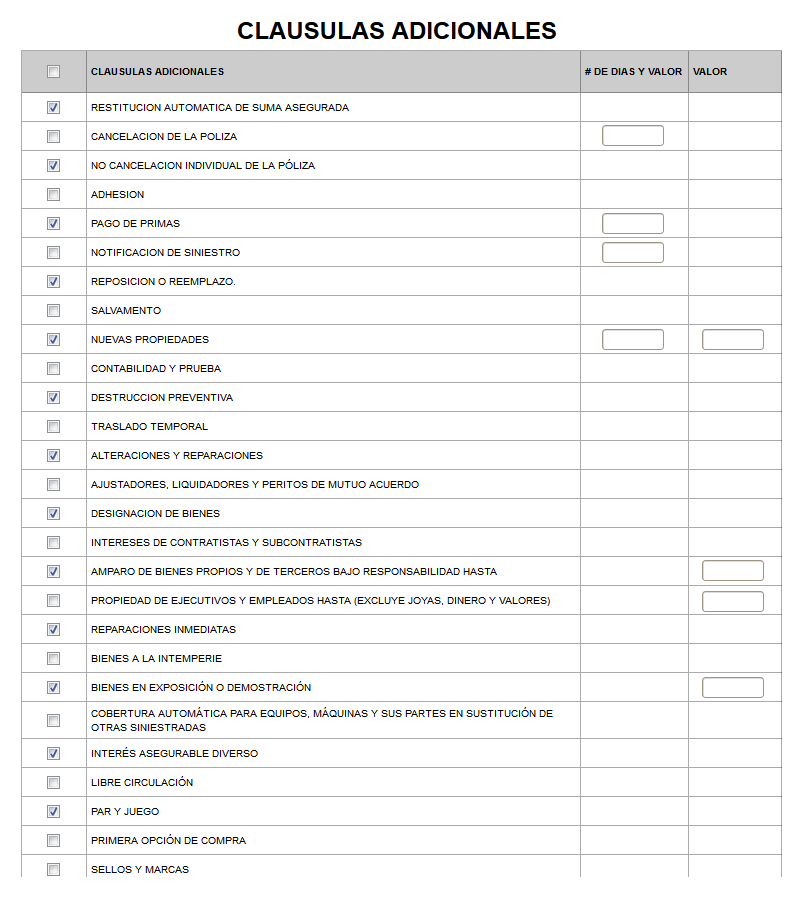 CLAUSULAS ADICIONALES
CLAUSULAS ADICIONALES # DE DIAS Y VALOR VALOR
RESTITUCION AUTOMATICA DE SUMA ASEGURADA
CANCELACION DE LA POLIZA
NO CANCELACION INDIVIDUAL DE LA PÓLIZA
ADHESION
PAGO DE PRIMAS
NOTIFICACION DE SINIESTRO
REPOSICION O REEMPLAZO.
SALVAMENTO
NUEVAS PROPIEDADES
CONTABILIDAD Y PRUEBA
DESTRUCCION PREVENTIVA
TRASLADO TEMPORAL
ALTERACIONES Y REPARACIONES
AJUSTADORES, LIQUIDADORES Y PERITOS DE MUTUO ACUERDO
DESIGNACION DE BIENES
INTERESES DE CONTRATISTAS Y SUBCONTRATISTAS
AMPARO DE BIENES PROPIOS Y DE TERCEROS BAJO RESPONSABILIDAD HASTA
PROPIEDAD DE EJECUTIVOS Y EMPLEADOS HASTA (EXCLUYE JOYAS, DINERO Y VALORES)
REPARACIONES INMEDIATAS
BIENES A LA INTEMPERIE
BIENES EN EXPOSICIÓN O DEMOSTRACIÓN
COBERTURA AUTOMÁTICA PARA EQUIPOS, MÁQUINAS Y SUS PARTES EN SUSTITUCIÓN DE
OTRAS SINIESTRADAS
INTERÉS ASEGURABLE DIVERSO
LIBRE CIRCULACIÓN
PAR Y JUEGO
PRIMERA OPCIÓN DE COMPRA
SELLOS Y MARCAS